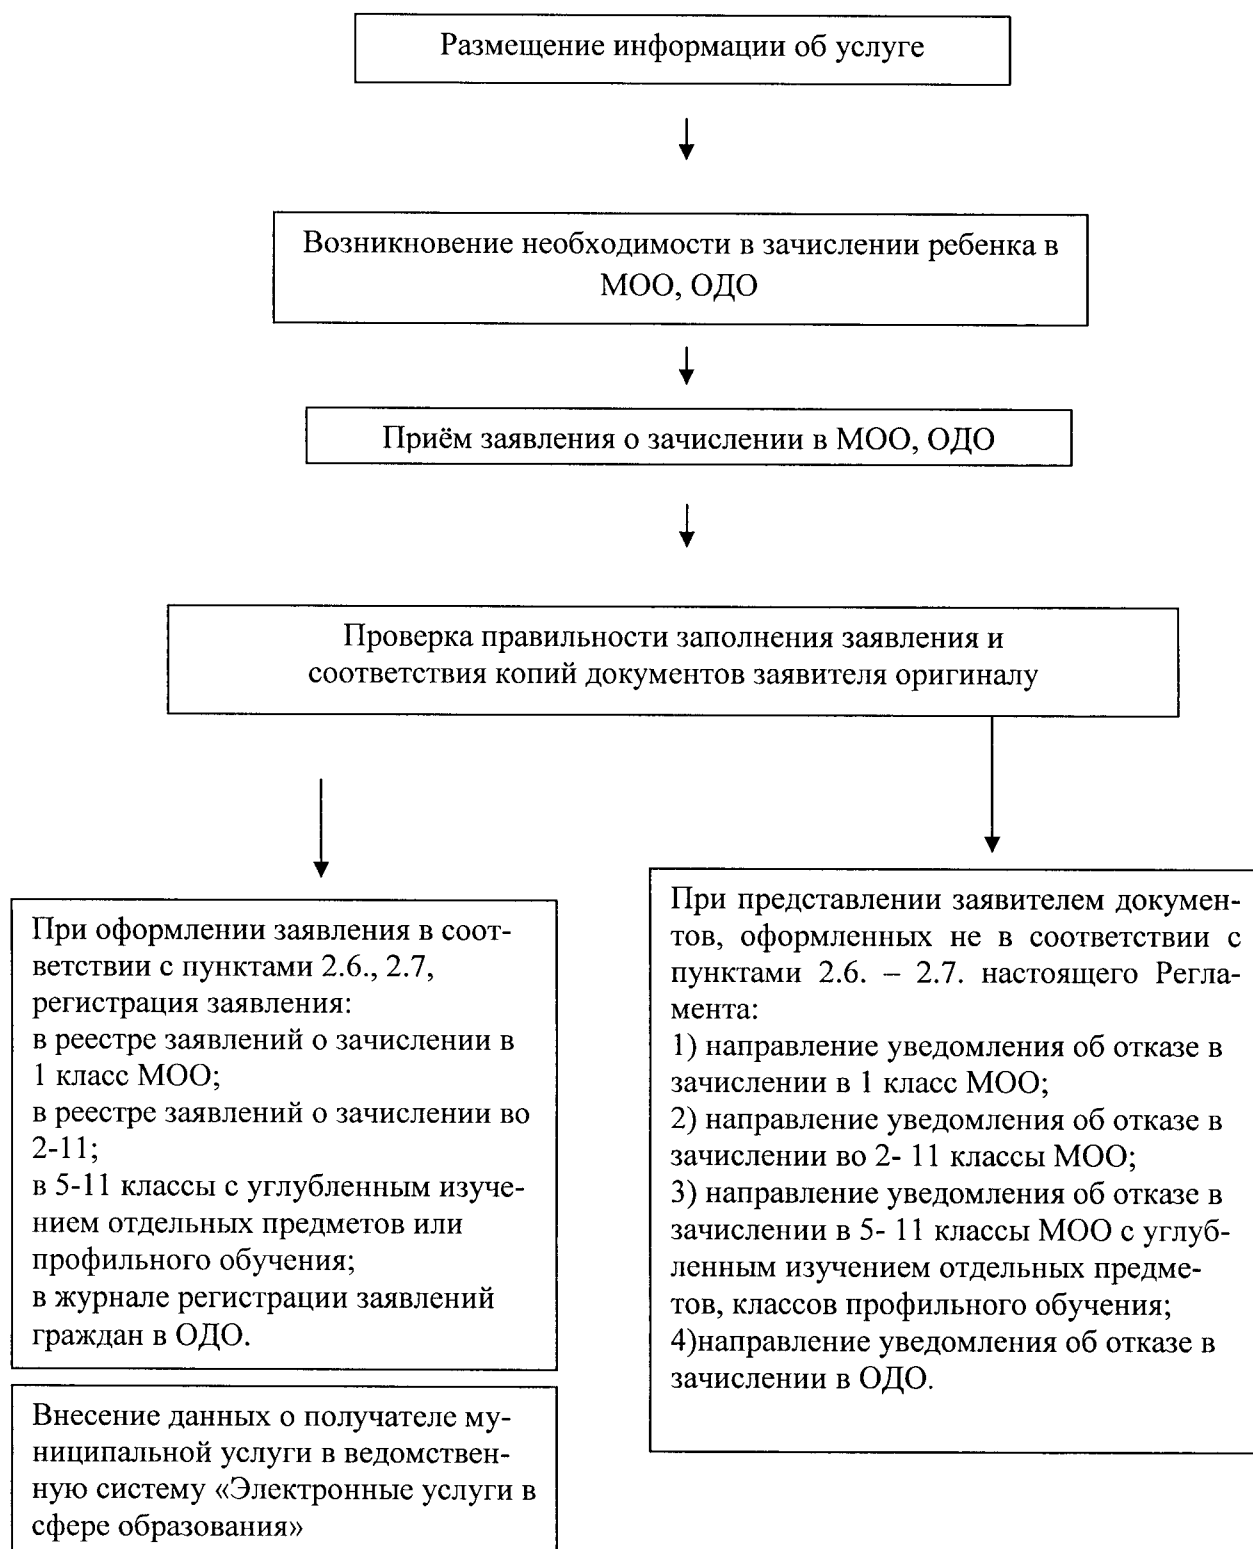 Размещение информации об услуге
Возникновение необходимости в зачислении ребенка в
МОО, ОДО
Приём заявления о зачислении в МОО, ОДО
Проверка правильности заполнения заявления и
соответствия копий документов заявителя оригиналу
При оформлении заявления в соот-
ветствии с пунктами 2.6., 2.7,
регистрация заявления:
в реестре заявлений о зачислении в
1 класс МОО;
в реестре заявлений о зачислении во
2-11;
в 5-11 классы с углубленным изуче-
нием отдельных предметов или
профильного обучения;
в журнале регистрации заявлений
граждан в ОДО.
Внесение данных о получателе му-
ниципальной услуги в ведомствен-
ную систему «Электронные услуги в
сфере образования»
При представлении заявителем докумен-
тов, оформленных не в соответствии с
пунктами 2.6. – 2.7. настоящего Регла-
мента:
1) направление уведомления об отказе в
зачислении в 1 класс МОО;
2) направление уведомления об отказе в
зачислении во 2- 11 классы МОО;
3) направление уведомления об отказе в
зачислении в 5- 11 классы МОО с углуб-
ленным изучением отдельных предме-
тов, классов профильного обучения;
4)направление уведомления об отказе в
зачислении в ОДО.